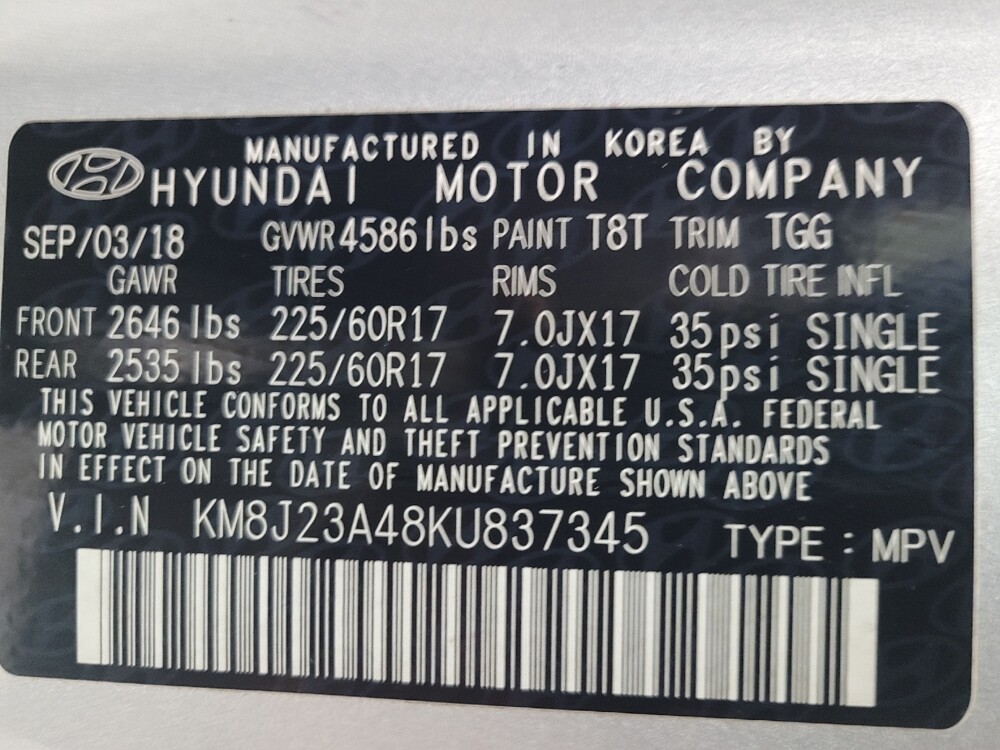 MANUFACTURED IN KOREA BY
HYUNDAI MOTOR COMPANY
SEP/03/18 GVWR 4586 lbs PAINT T8T TRIM TGG
GAWR TIRES RIMS COLD TIRE INFL
FRONT 2646 lbs 225/60R17 7.0JX17 35psi SINGLE
REAR 2535 lbs 225/60R17 7.0JX17 35psi SINGLE
THIS VEHICLE CONFORMS TO ALL APPLICABLE U.S.A. FEDERAL
MOTOR VEHICLE SAFETY AND THEFT PREVENTION STANDARDS
IN EFFECT ON THE DATE OF MANUFACTURE SHOWN ABOVE
V.I.N KM8J23A48KU837345 TYPE : MPV